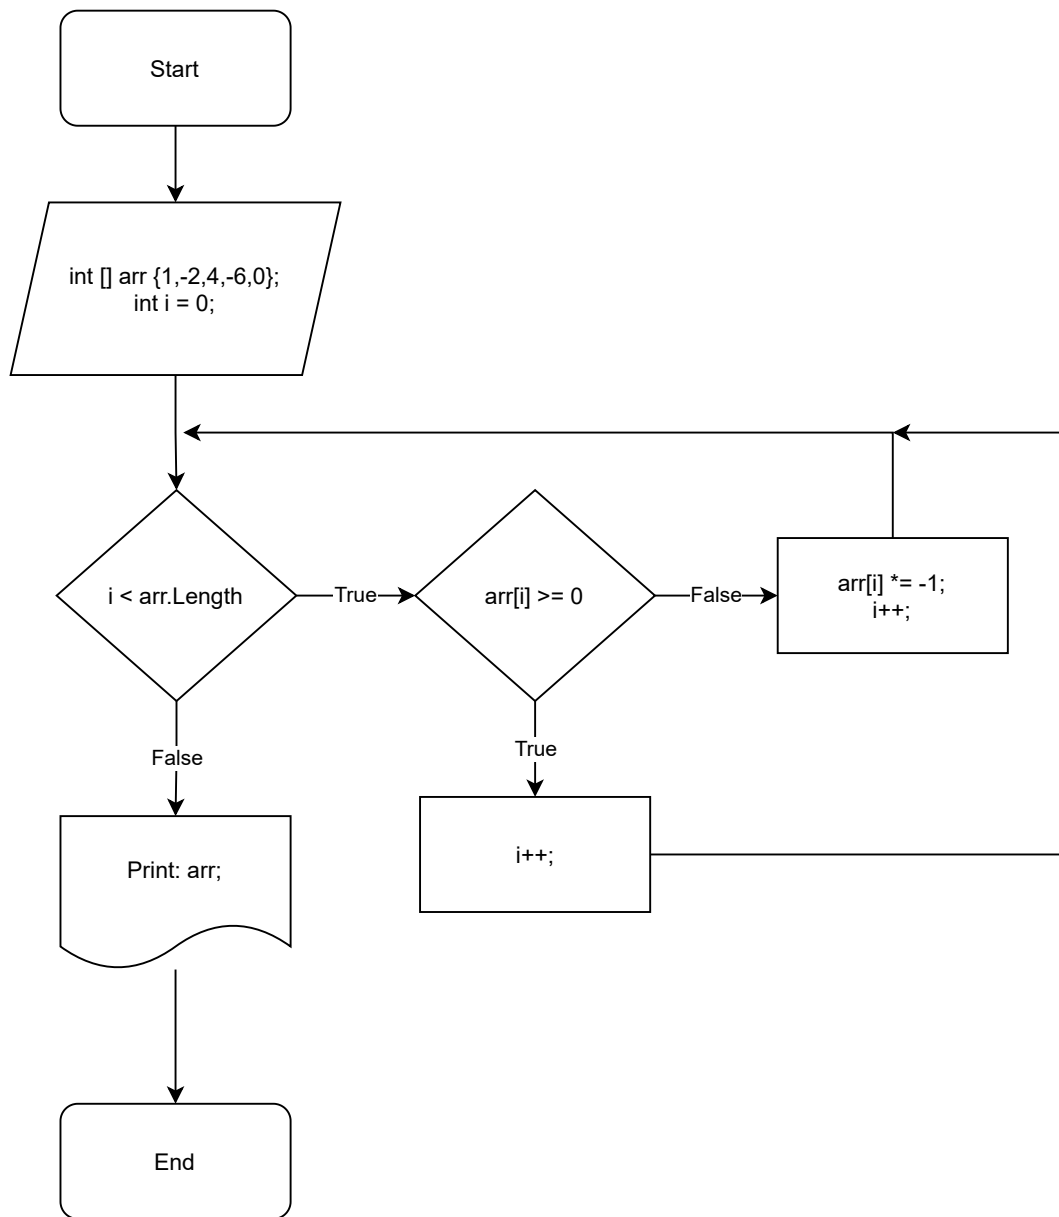 Start
int [] arr {1,-2,4,-6,0};
int i = 0;
i < arr.Length
True
arr[i] >= 0
False
arr[i] *= -1;
i++;
False
True
Print: arr;
i++;
End